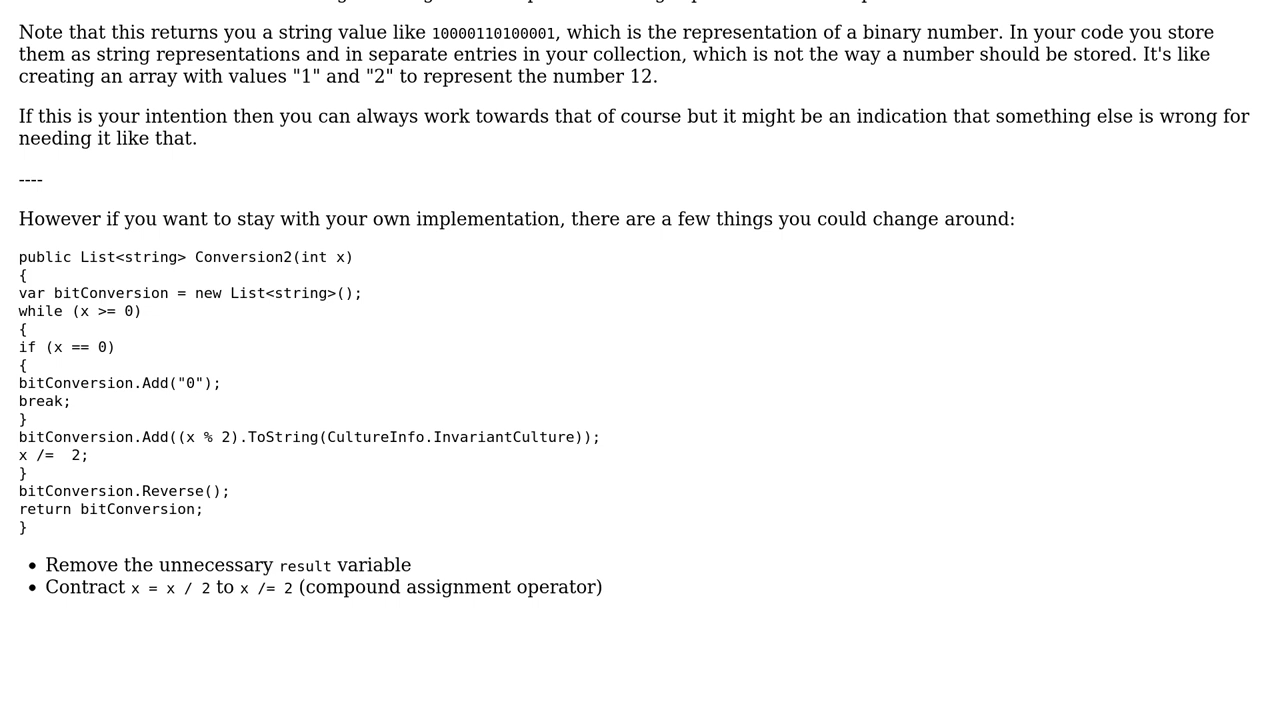 Note that this returns you a string value like 10000110100001, which is the representation of a binary number. In your code you store
them as string representations and in separate entries in your collection, which is not the way a number should be stored. It's like
creating an array with values "1" and "2" to represent the number 12.
If this is your intention then you can always work towards that of course but it might be an indication that something else is wrong for
needing it like that.
----
However if you want to stay with your own implementation, there are a few things you could change around:
public List<string> Conversion2(int x)
{
var bitConversion = new List<string>();
while (x >= 0)
{
if (x == 0)
{
bitConversion.Add("0");
break;
}
bitConversion.Add((x % 2).ToString(CultureInfo.InvariantCulture));
x /=  2;
}
bitConversion.Reverse();
return bitConversion;
}
• Remove the unnecessary result variable
• Contract x = x / 2 to x /= 2 (compound assignment operator)